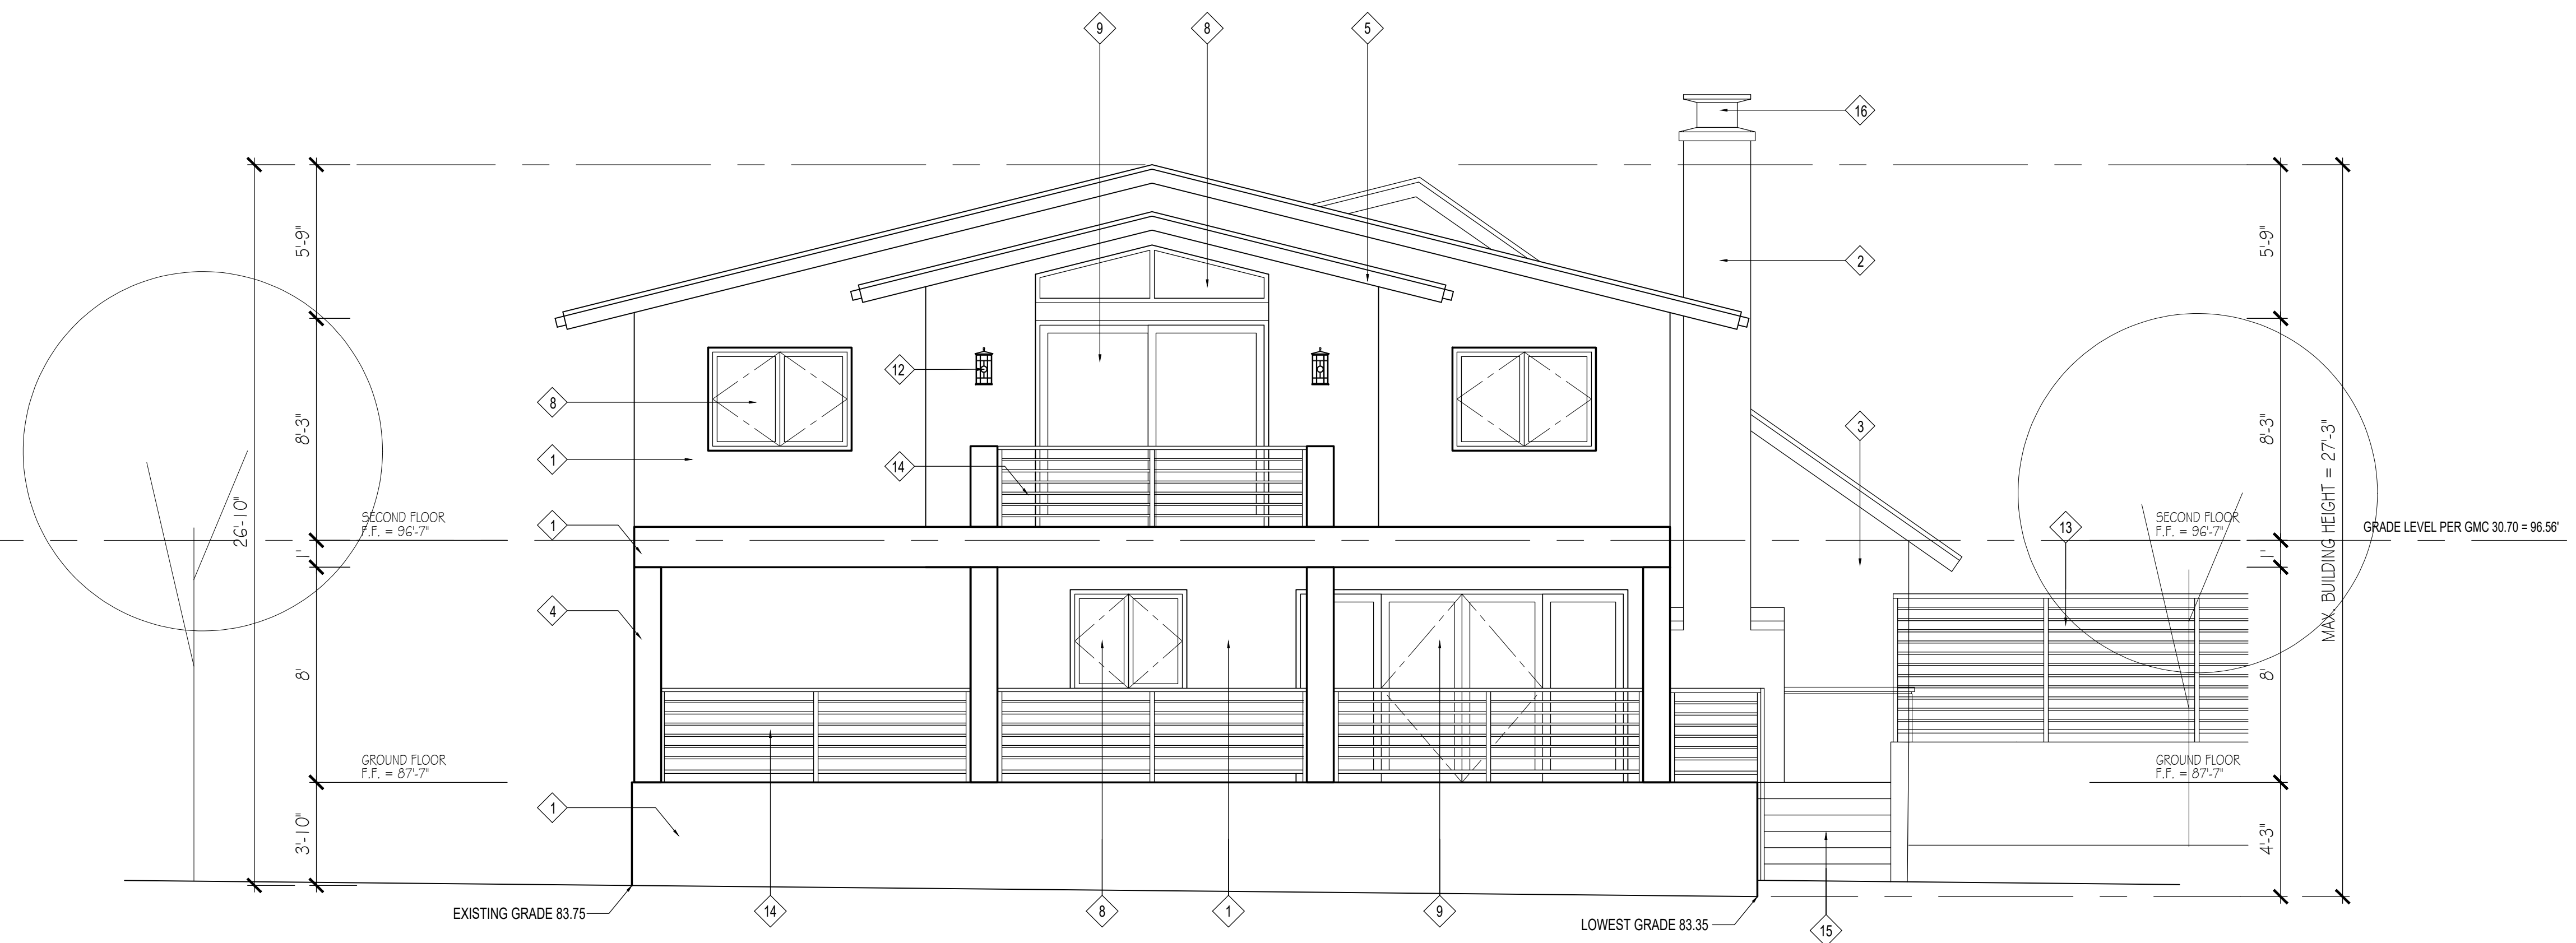 9
8
5
16
5'-9"
5'-9"
2
12
8
3
8'-3"
8'-3"
1
14
MAX. BUILDING HEIGHT = 27'-3"
26'-10"
SECOND FLOOR
F.F. = 96'-7"
SECOND FLOOR
F.F. = 96'-7"
1
13
GRADE LEVEL PER GMC 30.70 = 96.56'
1'
1'
4
8'
8'
GROUND FLOOR
F.F. = 87'-7"
GROUND FLOOR
F.F. = 87'-7"
1
3'-10"
4'-3"
EXISTING GRADE 83.75
14
8
1
9
LOWEST GRADE 83.35
15